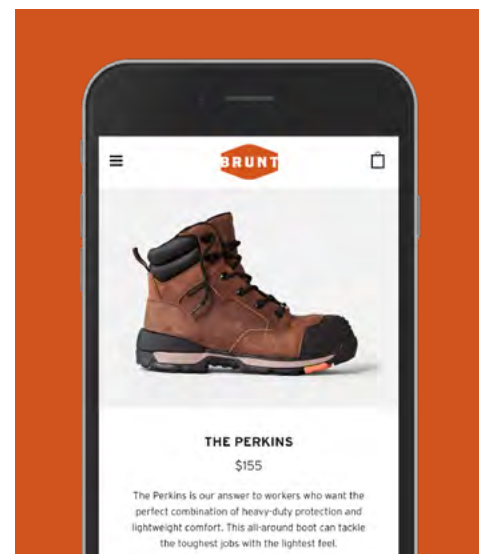 BRUNT
THE PERKINS
$155
The Perkins is our answer to workers who want the
perfect combination of heavy-duty protection and
lightweight comfort. This all-around boot can tackle
the toughest jobs with the lightest feel.